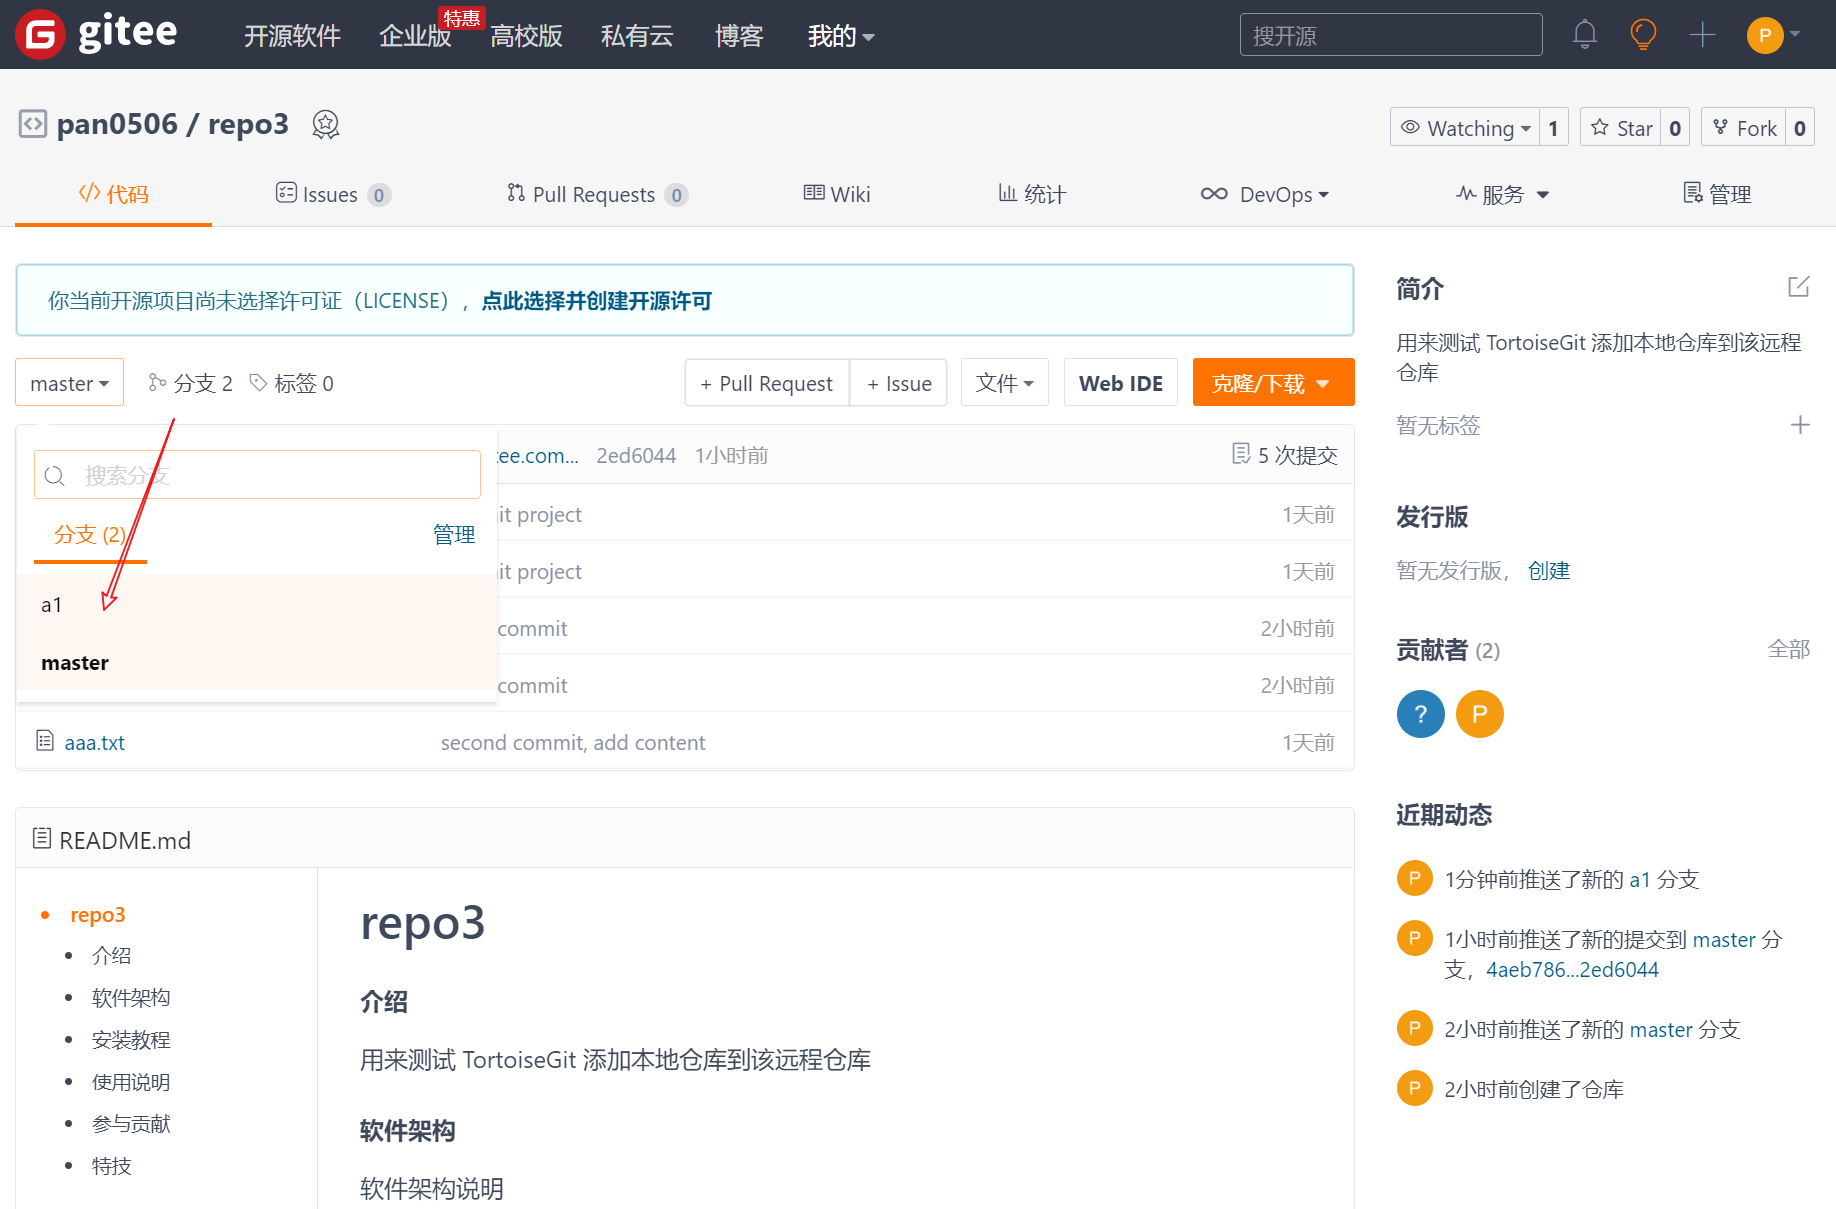 gitee 开源软件 企业版 特惠 高校版 私有云 博客 我的 搜开源 P
pan0506 / repo3 Watching 1 Star 0 Fork 0
代码 Issues 0 Pull Requests 0 Wiki 统计 DevOps 服务 管理
你当前开源项目尚未选择许可证（LICENSE），点此选择并创建开源许可
master 分支 2 标签 0 + Pull Request + Issue 文件 Web IDE 克隆/下载
搜索分支
分支 (2) 管理
a1
master
tee.com... 2ed6044 1小时前 5 次提交
it project 1天前
it project 1天前
commit 2小时前
commit 2小时前
aaa.txt second commit, add content 1天前
README.md
repo3
介绍
软件架构
安装教程
使用说明
参与贡献
特技
repo3
介绍
用来测试 TortoiseGit 添加本地仓库到该远程仓库
软件架构
软件架构说明
简介
用来测试 TortoiseGit 添加本地仓库到该远程
仓库
暂无标签
发行版
暂无发行版， 创建
贡献者 (2) 全部
? P
近期动态
P 1分钟前推送了新的 a1 分支
P 1小时前推送了新的提交到 master 分
支，4aeb786...2ed6044
P 2小时前推送了新的 master 分支
P 2小时前创建了仓库